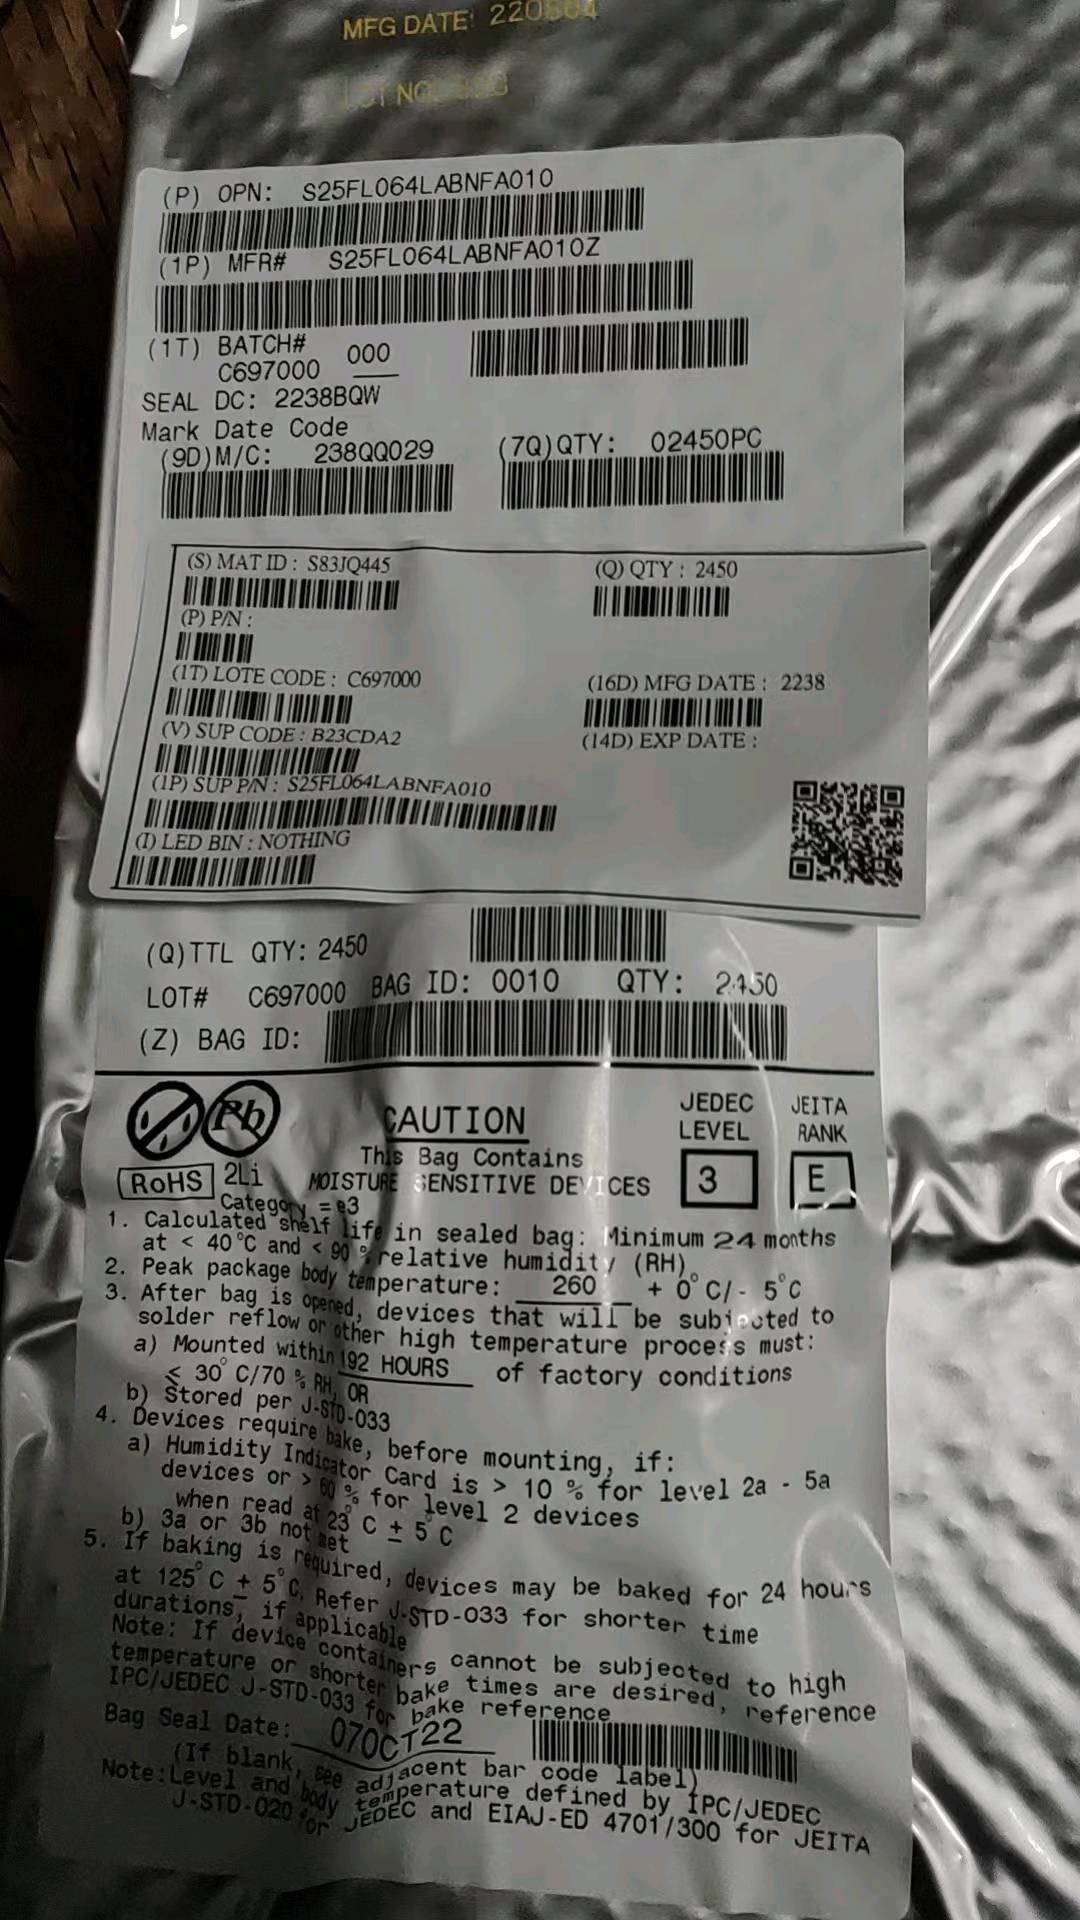 MFG DATE: 220804
LOT NO:
(P) OPN: S25FL064LABNFA010
(1P) MFR# S25FL064LABNFA010Z
(1T) BATCH# 000
C697000
SEAL DC: 2238BQW
Mark Date Code
(9D)M/C: 238QQ029 (7Q)QTY: 02450PC
(S) MAT ID : S83JQ445 (Q) QTY : 2450
(P) P/N :
(1T) LOTE CODE : C697000 (16D) MFG DATE : 2238
(V) SUP CODE : B23CDA2 (14D) EXP DATE :
(1P) SUP P/N : S25FL064LABNFA010
(I) LED BIN : NOTHING
(Q)TTL QTY: 2450
LOT# C697000 BAG ID: 0010 QTY: 2450
(Z) BAG ID:
Pb CAUTION JEDEC LEVEL JEITA RANK
This Bag Contains
RoHS 2Li MOISTURE SENSITIVE DEVICES 3 E
Category = e3
1. Calculated shelf life in sealed bag: Minimum 24 months
at < 40°C and < 90 % relative humidity (RH)
2. Peak package body temperature: 260 + 0°C/- 5°C
3. After bag is opened, devices that will be subjected to
solder reflow or other high temperature process must:
a) Mounted within 192 HOURS of factory conditions
≤ 30°C/70 % RH, OR
b) Stored per J-STD-033
4. Devices require bake, before mounting, if:
a) Humidity Indicator Card is > 10 % for level 2a - 5a
devices or > 60 % for level 2 devices
when read at 23°C ± 5°C
b) 3a or 3b not met
5. If baking is required, devices may be baked for 24 hours
at 125°C ± 5°C. Refer J-STD-033 for shorter time
durations, if applicable
Note: If device containers cannot be subjected to high
temperature or shorter bake times are desired, reference
IPC/JEDEC J-STD-033 for bake reference
Bag Seal Date: 07OCT22
(If blank, see adjacent bar code label)
Note:Level and body temperature defined by IPC/JEDEC
J-STD-020 for JEDEC and EIAJ-ED 4701/300 for JEITA